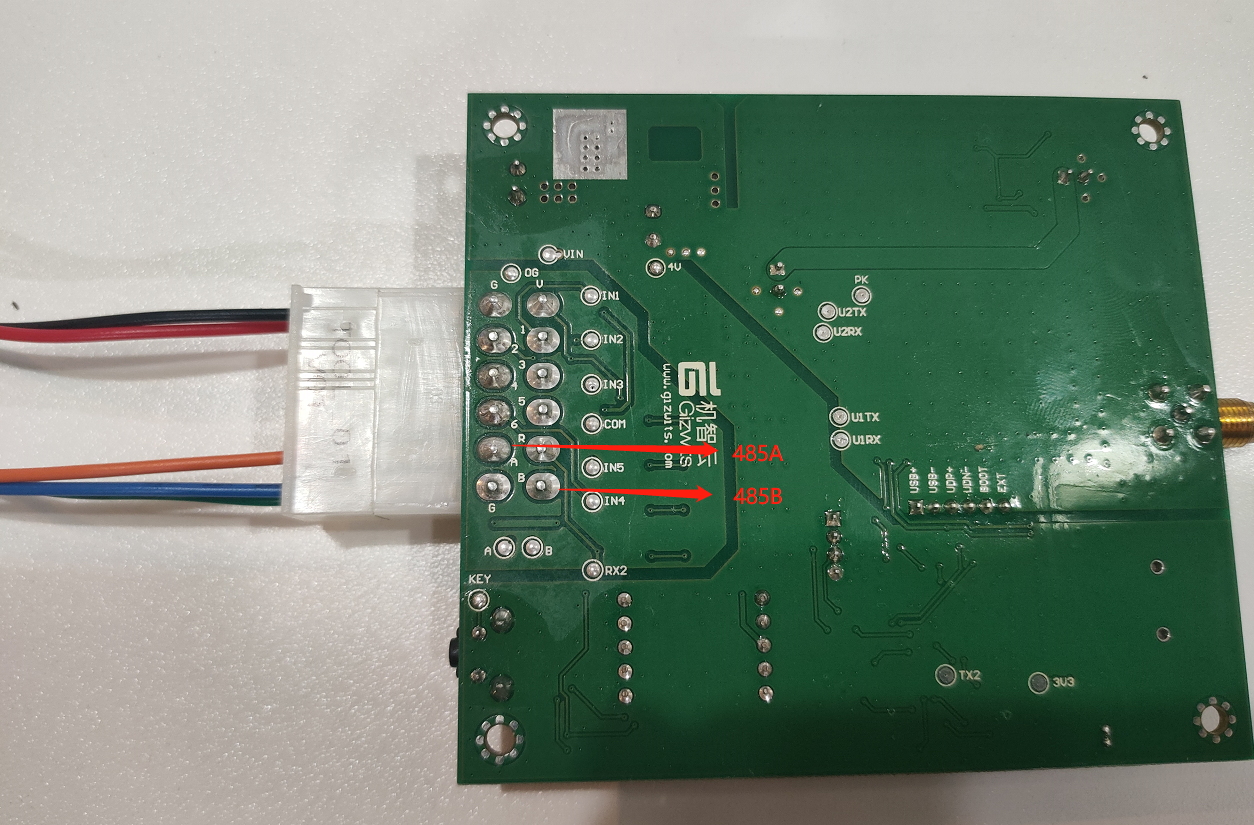 VIN
OG
4V
G
V
IN1
PK
U2TX
U2RX
1
2
IN2
3
4
IN3
机智云
Gizwits
www.gizwits.com
5
6
COM
U1TX
U1RX
R
A
485A
IN5
B
485B
IN4
G
USB+
USB-
UDP+
UDN-
BOOT
EXT
A
B
RX2
KEY
TX2
3V3